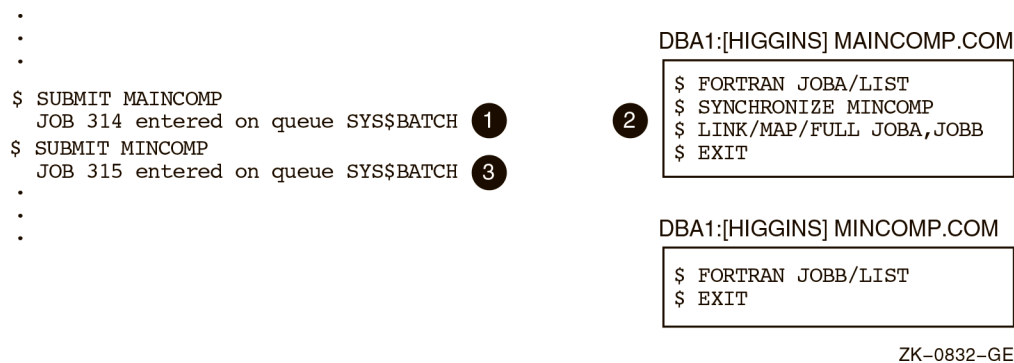 $ SUBMIT MAINCOMP
JOB 314 entered on queue SYS$BATCH 1
$ SUBMIT MINCOMP
JOB 315 entered on queue SYS$BATCH 3
DBA1:[HIGGINS] MAINCOMP.COM
$ FORTRAN JOBA/LIST
2 $ SYNCHRONIZE MINCOMP
$ LINK/MAP/FULL JOBA,JOBB
$ EXIT
DBA1:[HIGGINS] MINCOMP.COM
$ FORTRAN JOBB/LIST
$ EXIT
ZK–0832–GE